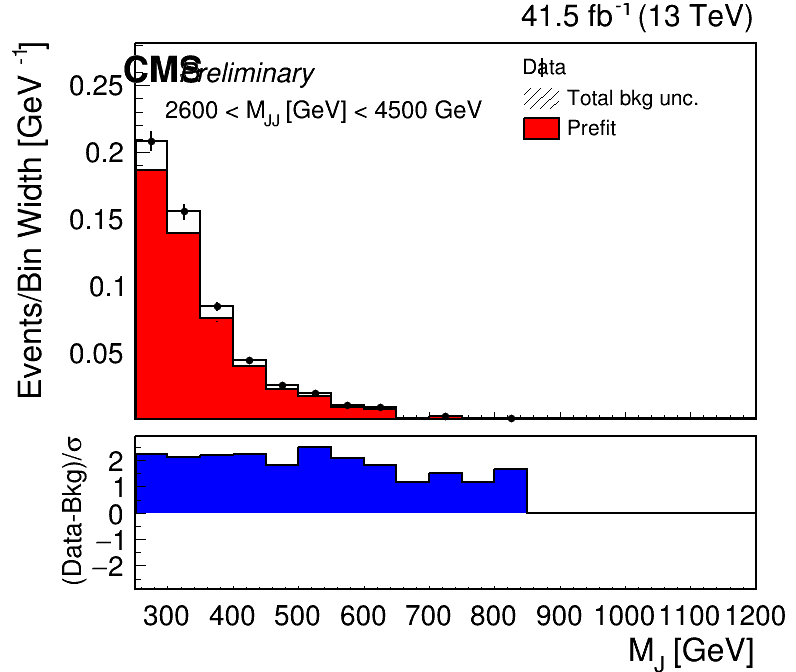 41.5 fb⁻¹ (13 TeV)
CMS Preliminary
2600 < M_JJ [GeV] < 4500 GeV
Data
Total bkg unc.
Prefit
Events/Bin Width [GeV⁻¹]
0.25
0.2
0.15
0.1
0.05
(Data-Bkg)/σ
2
1
0
−1
−2
300 400 500 600 700 800 900 1000 1100 1200
M_J [GeV]